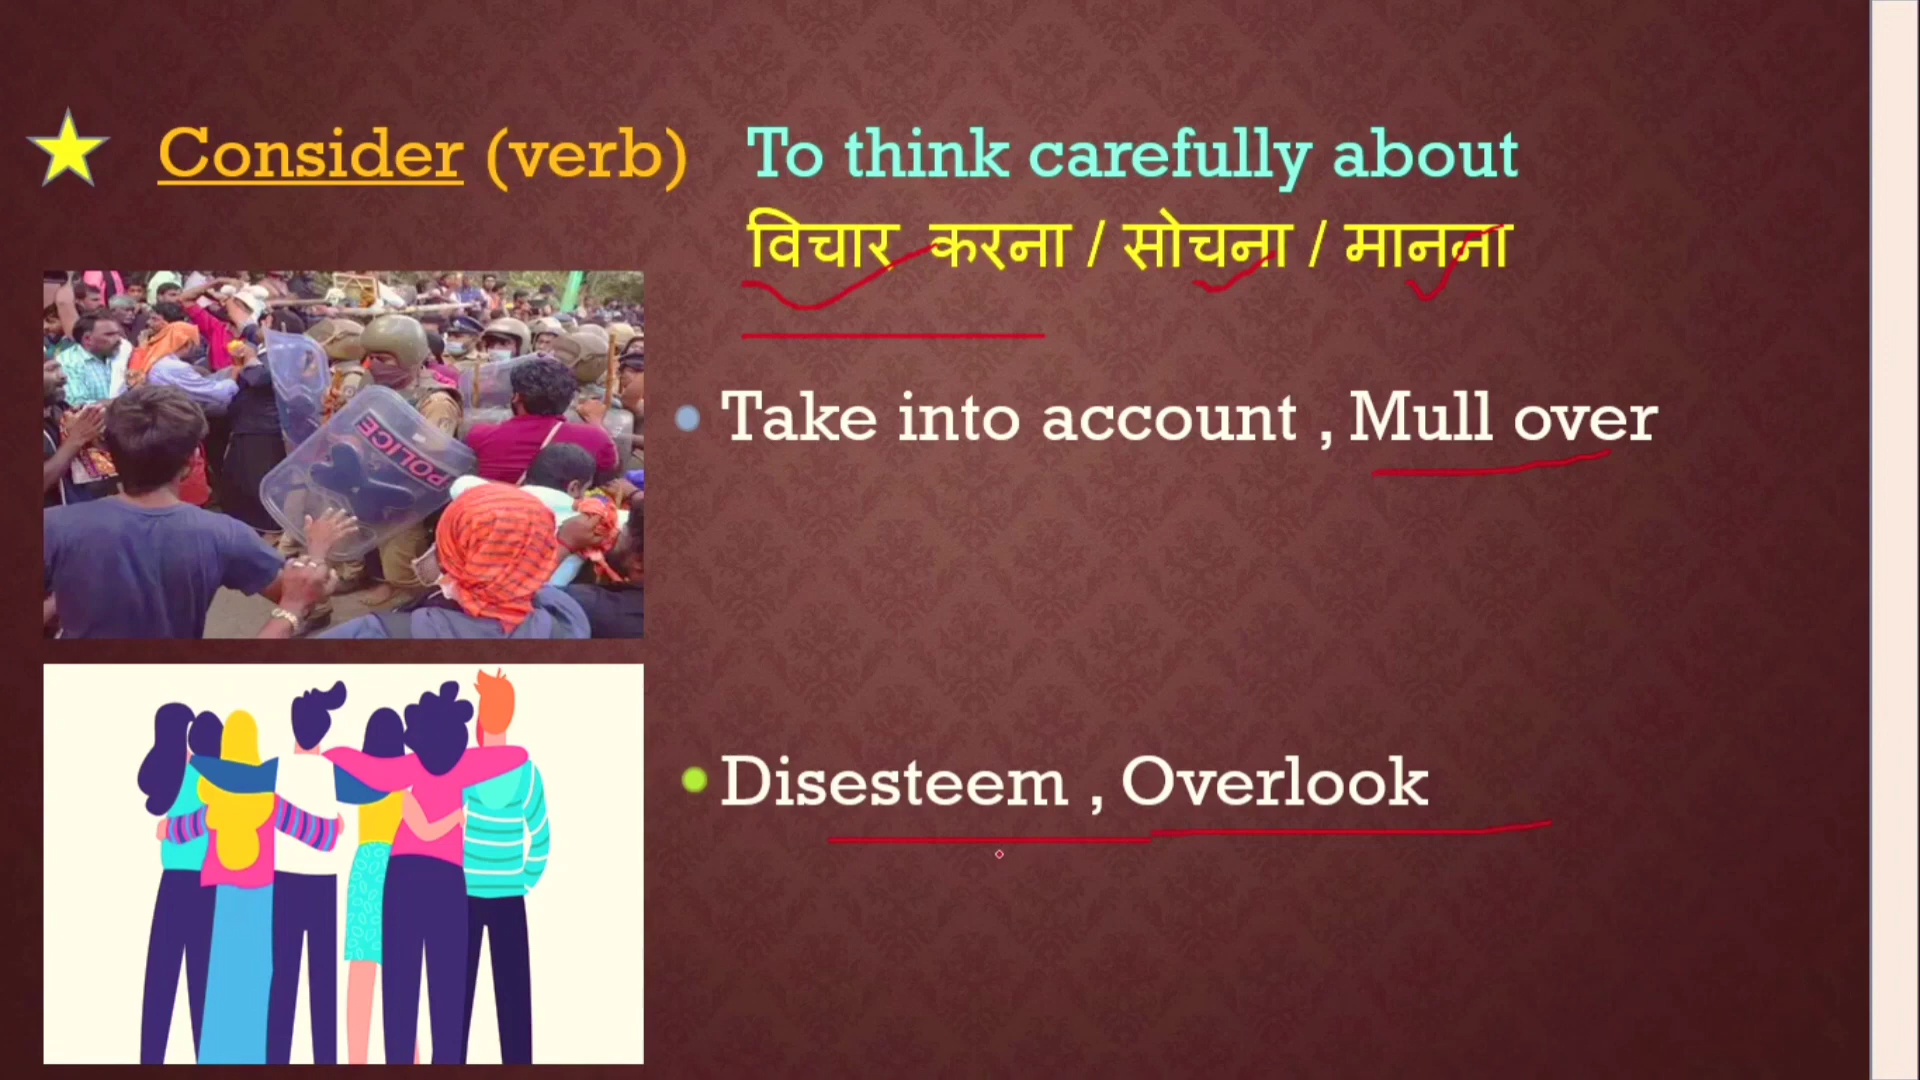 Consider (verb) To think carefully about
विचार करना / सोचना / मानना
POLICE
Take into account , Mull over
Disesteem , Overlook